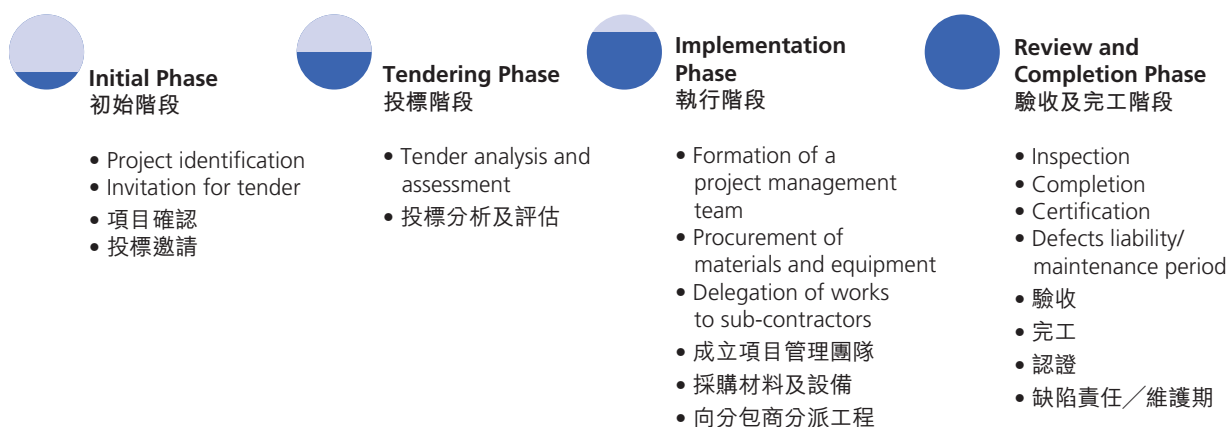 Initial Phase
初始階段
• Project identification
• Invitation for tender
• 項目確認
• 投標邀請
Tendering Phase
投標階段
• Tender analysis and
assessment
• 投標分析及評估
Implementation
Phase
執行階段
• Formation of a
project management
team
• Procurement of
materials and equipment
• Delegation of works
to sub-contractors
• 成立項目管理團隊
• 採購材料及設備
• 向分包商分派工程
Review and
Completion Phase
驗收及完工階段
• Inspection
• Completion
• Certification
• Defects liability/
maintenance period
• 驗收
• 完工
• 認證
• 缺陷責任／維護期